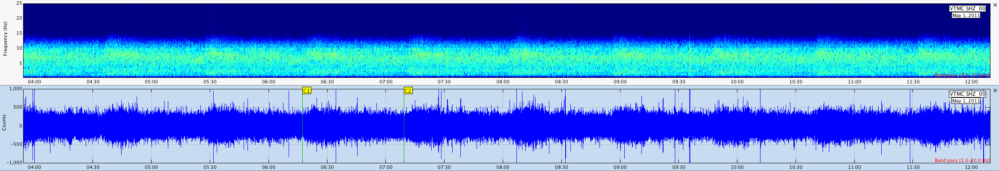 25
20
15
10
5
Frequency (Hz)
VTMC SHZ 00
May 1, 2011
×
Band pass [1.0-10.0 Hz]
04:00 04:30 05:00 05:30 06:00 06:30 07:00 07:30 08:00 08:30 09:00 09:30 10:00 10:30 11:00 11:30 12:00
1,000
500
0
-500
-1,000
Counts
C1 C2
VTMC SHZ 00
May 1, 2011
×
Band pass [1.0-10.0 Hz]
04:00 04:30 05:00 05:30 06:00 06:30 07:00 07:30 08:00 08:30 09:00 09:30 10:00 10:30 11:00 11:30 12:00